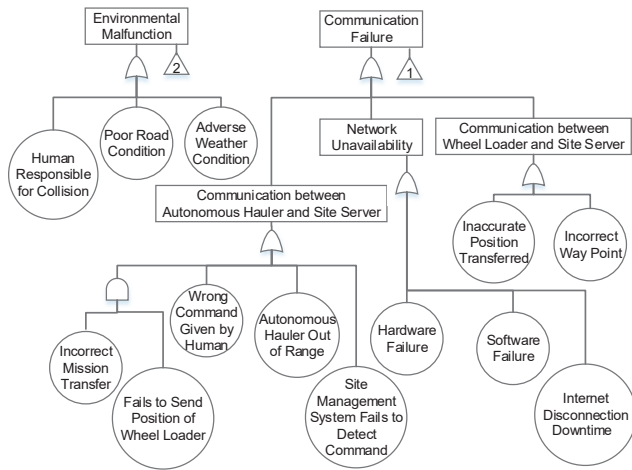 Environmental
Malfunction
2
Communication
Failure
1
Human
Responsible
for Collision
Poor Road
Condition
Adverse
Weather
Condition
Network
Unavailability
Communication between
Wheel Loader and Site Server
Communication between
Autonomous Hauler and Site Server
Inaccurate
Position
Transferred
Incorrect
Way Point
Incorrect
Mission
Transfer
Fails to Send
Position of
Wheel Loader
Wrong
Command
Given by
Human
Autonomous
Hauler Out
of Range
Site
Management
System Fails to
Detect Command
Hardware
Failure
Software
Failure
Internet
Disconnection
Downtime